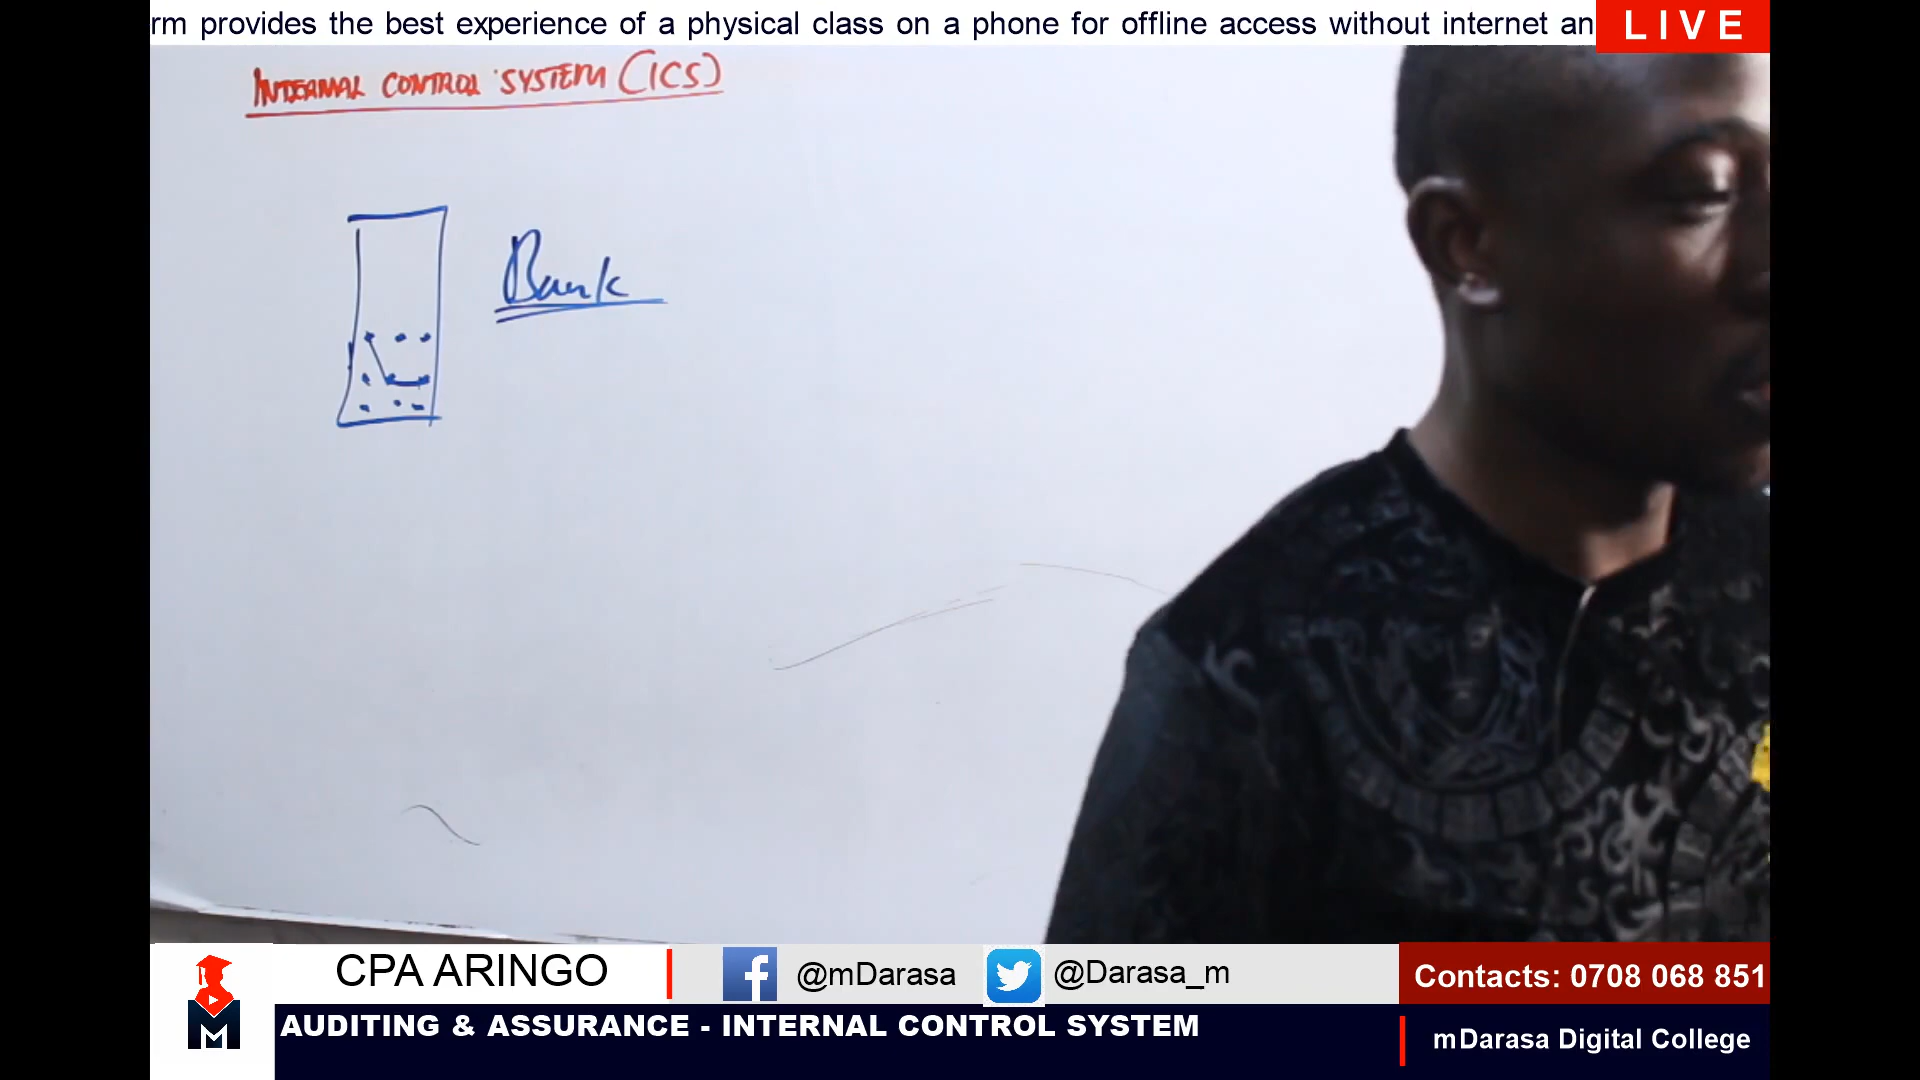 rm provides the best experience of a physical class on a phone for offline access without internet an
LIVE
INTERNAL CONTROL SYSTEM (ICS)
Bank
CPA ARINGO
@mDarasa
@Darasa_m
Contacts: 0708 068 851
M
AUDITING & ASSURANCE - INTERNAL CONTROL SYSTEM
mDarasa Digital College